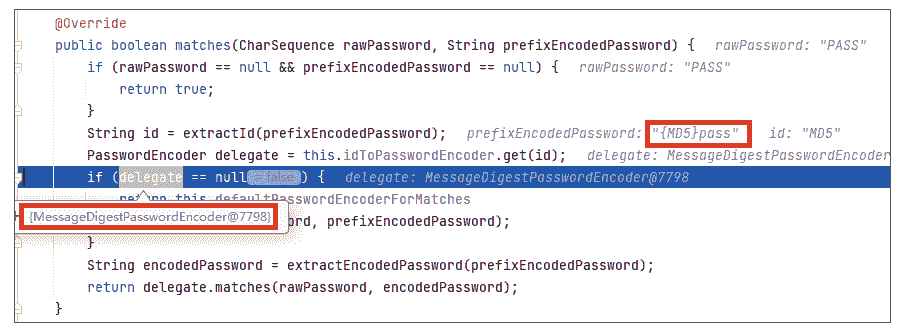 @Override
public boolean matches(CharSequence rawPassword, String prefixEncodedPassword) { rawPassword: "PASS"
if (rawPassword == null && prefixEncodedPassword == null) { rawPassword: "PASS"
return true;
}
String id = extractId(prefixEncodedPassword); prefixEncodedPassword: "{MD5}pass" id: "MD5"
PasswordEncoder delegate = this.idToPasswordEncoder.get(id); delegate: MessageDigestPasswordEncoder
if (delegate == null = false ) { delegate: MessageDigestPasswordEncoder@7798
return this.defaultPasswordEncoderForMatches
{MessageDigestPasswordEncoder@7798} , prefixEncodedPassword);
}
String encodedPassword = extractEncodedPassword(prefixEncodedPassword);
return delegate.matches(rawPassword, encodedPassword);
}